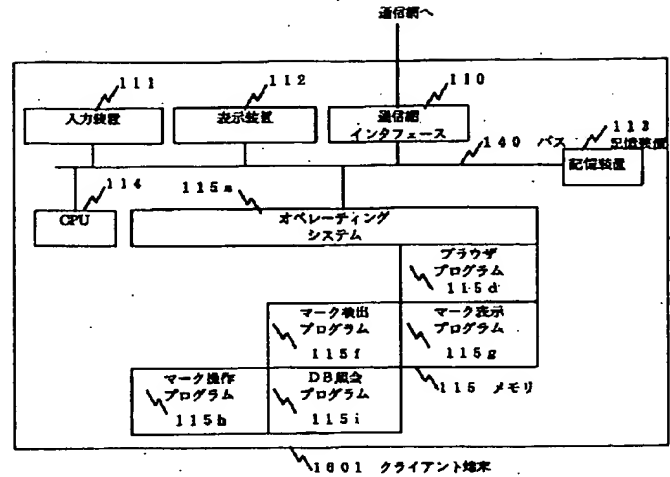 通信網へ
111
112
110
113
入力装置
表示装置
通信網
インタフェース
140 バス
記憶装置
記憶装置
114
115a
CPU
オペレーティング
システム
ブラウザ
プログラム
115d
マーク検出
プログラム
115f
マーク表示
プログラム
115g
マーク操作
プログラム
115h
DB照会
プログラム
115i
115 メモリ
1601 クライアント端末